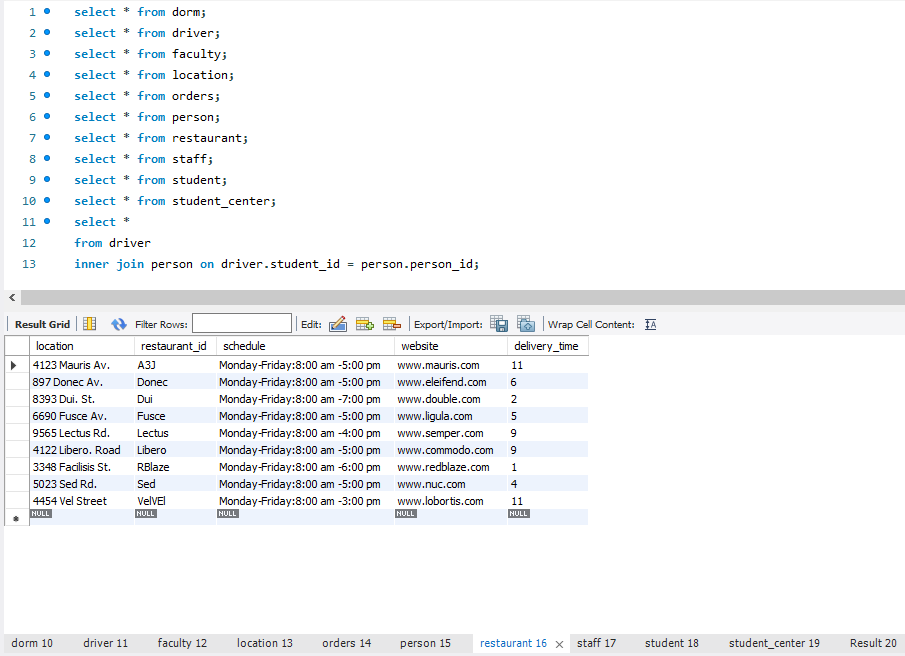 1 select * from dorm;
2 select * from driver;
3 select * from faculty;
4 select * from location;
5 select * from orders;
6 select * from person;
7 select * from restaurant;
8 select * from staff;
9 select * from student;
10 select * from student_center;
11 select *
12 from driver
13 inner join person on driver.student_id = person.person_id;
Result Grid Filter Rows: Edit: Export/Import: Wrap Cell Content: IA
location restaurant_id schedule website delivery_time
4123 Mauris Av. A3J Monday-Friday:8:00 am -5:00 pm www.mauris.com 11
897 Donec Av. Donec Monday-Friday:8:00 am -5:00 pm www.eleifend.com 6
8393 Dui. St. Dui Monday-Friday:8:00 am -7:00 pm www.double.com 2
6690 Fusce Av. Fusce Monday-Friday:8:00 am -5:00 pm www.ligula.com 5
9565 Lectus Rd. Lectus Monday-Friday:8:00 am -4:00 pm www.semper.com 9
4122 Libero. Road Libero Monday-Friday:8:00 am -5:00 pm www.commodo.com 9
3348 Facilisis St. RBlaze Monday-Friday:8:00 am -6:00 pm www.redblaze.com 1
5023 Sed Rd. Sed Monday-Friday:8:00 am -5:00 pm www.nuc.com 4
4454 Vel Street VelVEl Monday-Friday:8:00 am -3:00 pm www.lobortis.com 11
NULL NULL NULL NULL NULL
dorm 10 driver 11 faculty 12 location 13 orders 14 person 15 restaurant 16 staff 17 student 18 student_center 19 Result 20